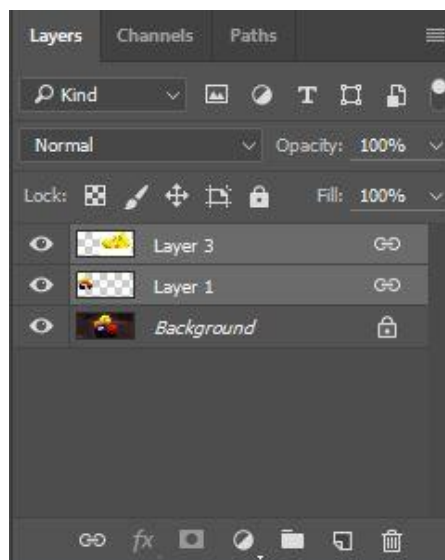 Layers Channels Paths
Kind T
Normal Opacity: 100%
Lock: Fill: 100%
Layer 3
Layer 1
Background
fx